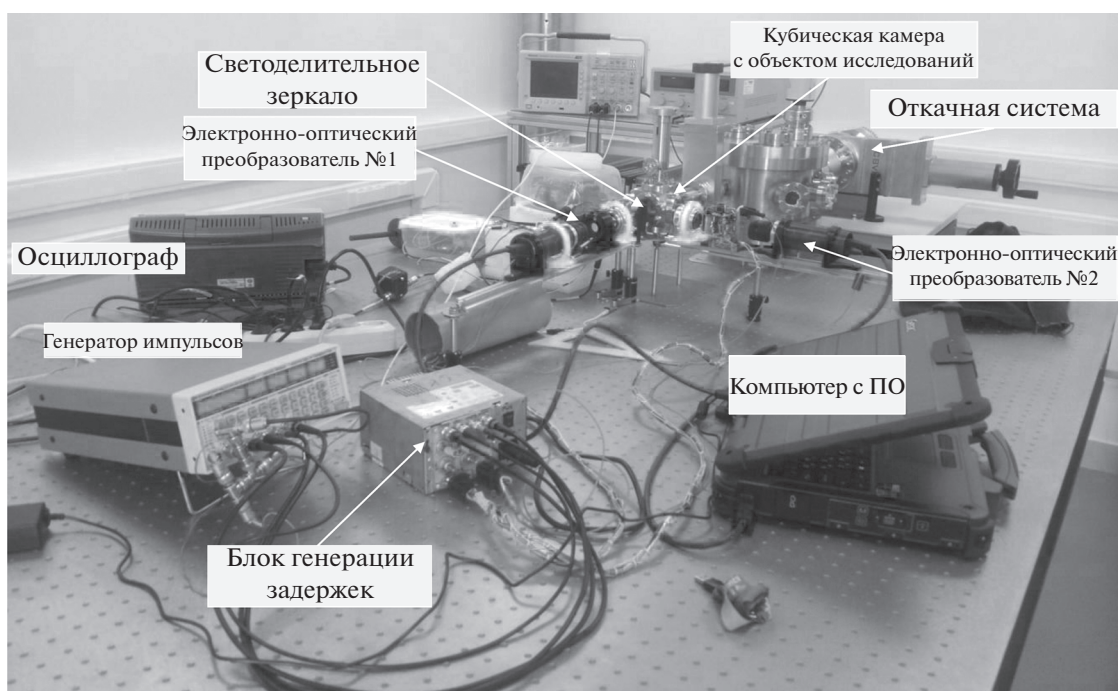 Кубическая камера
с объектом исследований
Светоделительное
зеркало
Откачная система
Электронно-оптический
преобразователь №1
Осциллограф
Электронно-оптический
преобразователь №2
Генератор импульсов
Компьютер с ПО
Блок генерации
задержек